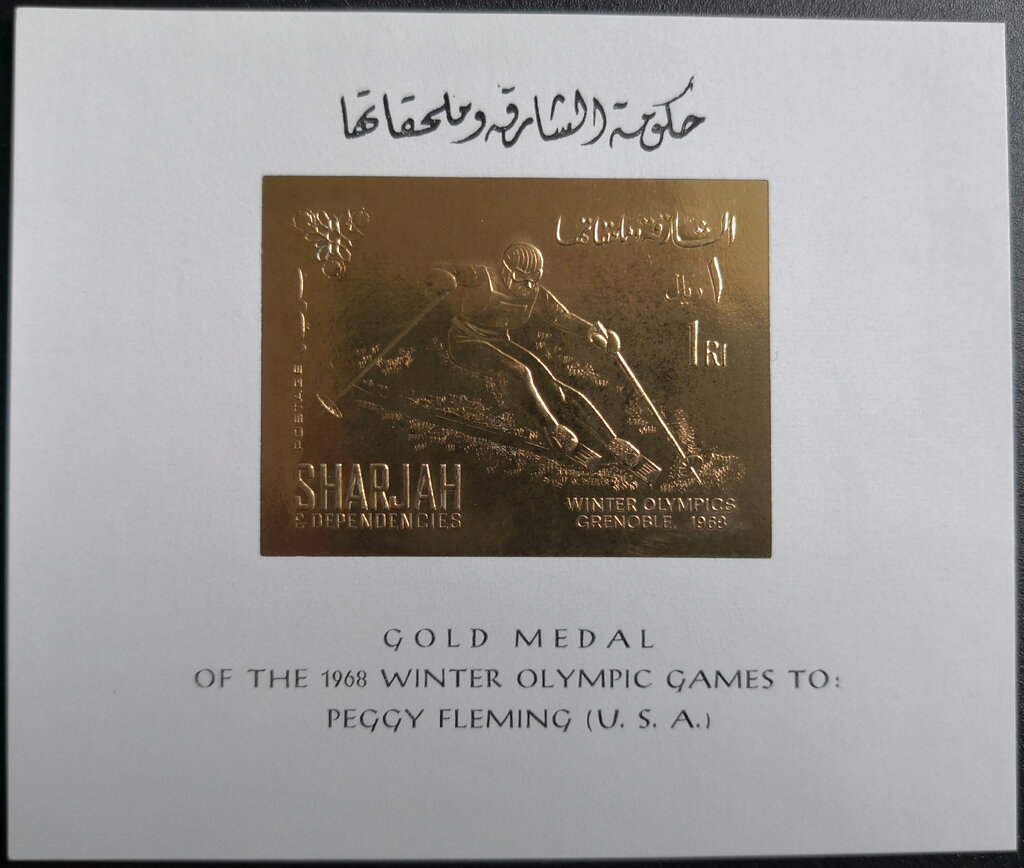 حكومة الشارقة وملحقاتها
الشارقة وملحقاتها
١ ريال
1 RI
POSTAGE
SHARJAH
& DEPENDENCIES
WINTER OLYMPICS
GRENOBLE, 1968
GOLD MEDAL
OF THE 1968 WINTER OLYMPIC GAMES TO:
PEGGY FLEMING (U. S. A.)